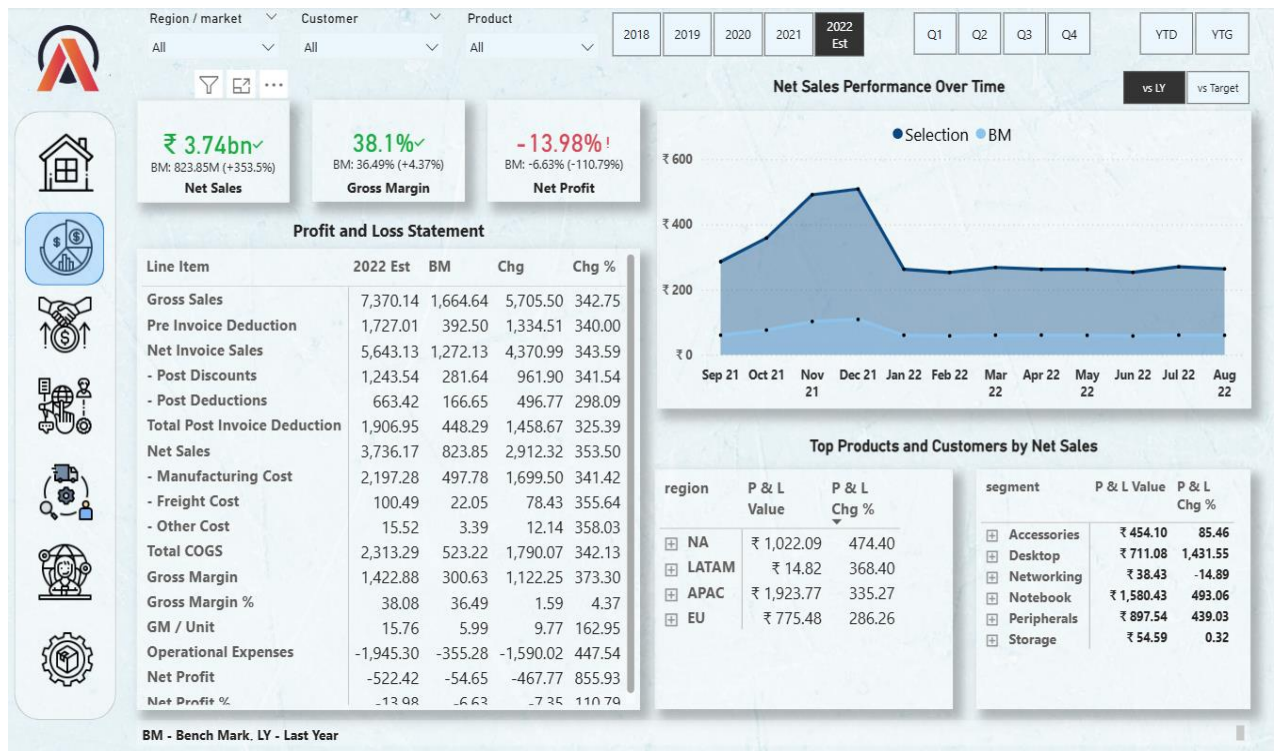 Region / market
Customer
Product
All
All
All
2018
2019
2020
2021
2022 Est
Q1
Q2
Q3
Q4
YTD
YTG
Net Sales Performance Over Time
vs LY
vs Target
₹ 3.74bn
BM: 823.85M (+353.5%)
Net Sales
38.1%
BM: 36.49% (+4.37%)
Gross Margin
-13.98% !
BM: -6.63% (-110.79%)
Net Profit
Selection BM
₹ 600
₹ 400
₹ 200
₹ 0
Sep 21 Oct 21 Nov 21 Dec 21 Jan 22 Feb 22 Mar 22 Apr 22 May 22 Jun 22 Jul 22 Aug 22
Profit and Loss Statement
Line Item 2022 Est BM Chg Chg %
Gross Sales 7,370.14 1,664.64 5,705.50 342.75
Pre Invoice Deduction 1,727.01 392.50 1,334.51 340.00
Net Invoice Sales 5,643.13 1,272.13 4,370.99 343.59
- Post Discounts 1,243.54 281.64 961.90 341.54
- Post Deductions 663.42 166.65 496.77 298.09
Total Post Invoice Deduction 1,906.95 448.29 1,458.67 325.39
Net Sales 3,736.17 823.85 2,912.32 353.50
- Manufacturing Cost 2,197.28 497.78 1,699.50 341.42
- Freight Cost 100.49 22.05 78.43 355.64
- Other Cost 15.52 3.39 12.14 358.03
Total COGS 2,313.29 523.22 1,790.07 342.13
Gross Margin 1,422.88 300.63 1,122.25 373.30
Gross Margin % 38.08 36.49 1.59 4.37
GM / Unit 15.76 5.99 9.77 162.95
Operational Expenses -1,945.30 -355.28 -1,590.02 447.54
Net Profit -522.42 -54.65 -467.77 855.93
Net Profit % -13.98 -6.63 -7.35 110.79
Top Products and Customers by Net Sales
region P & L Value P & L Chg %
NA ₹ 1,022.09 474.40
LATAM ₹ 14.82 368.40
APAC ₹ 1,923.77 335.27
EU ₹ 775.48 286.26
segment P & L Value P & L Chg %
Accessories ₹ 454.10 85.46
Desktop ₹ 711.08 1,431.55
Networking ₹ 38.43 -14.89
Notebook ₹ 1,580.43 493.06
Peripherals ₹ 897.54 439.03
Storage ₹ 54.59 0.32
BM - Bench Mark, LY - Last Year